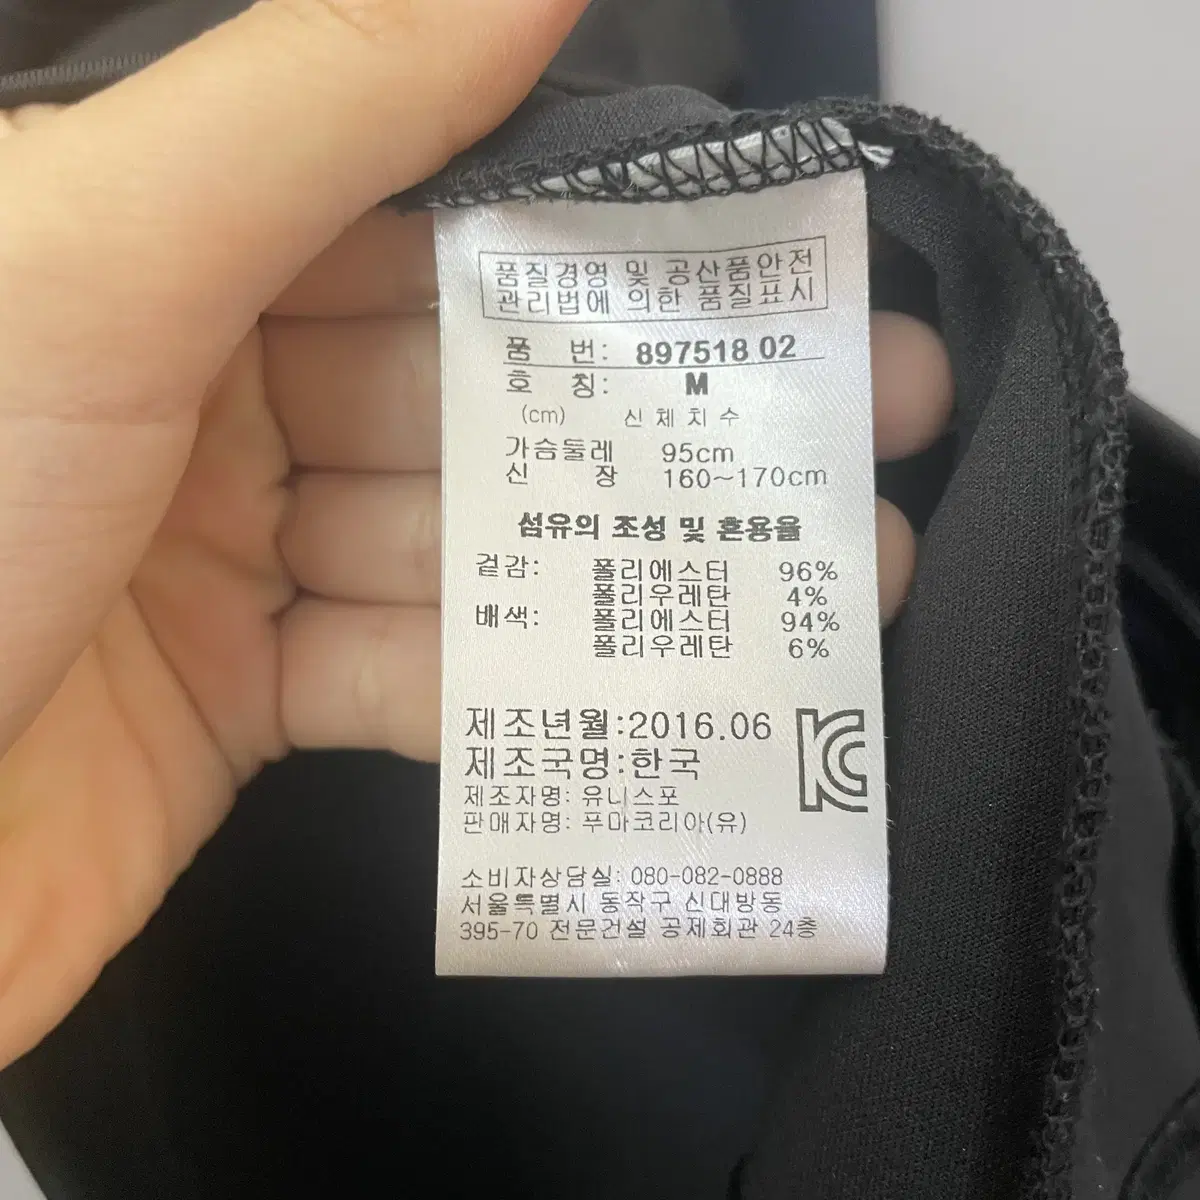 품질경영 및 공산품안전
관리법에 의한 품질표시
품 번: 897518 02
호 칭: M
(cm) 신체치수
가슴둘레 95cm
신 장 160~170cm
섬유의 조성 및 혼용율
겉감: 폴리에스터 96%
폴리우레탄 4%
배색: 폴리에스터 94%
폴리우레탄 6%
제조년월:2016.06
제조국명:한국
제조자명: 유니스포
판매자명: 푸마코리아(유)
소비자상담실: 080-082-0888
서울특별시 동작구 신대방동
395-70 전문건설 공제회관 24층
KC